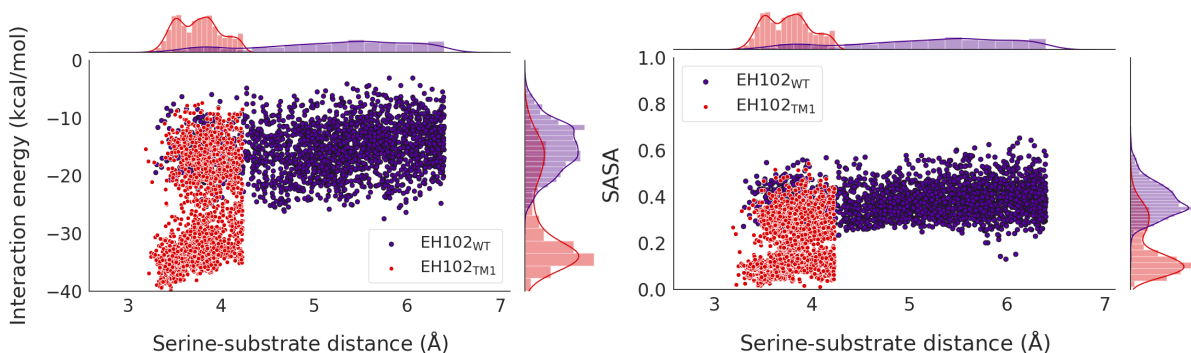 Interaction energy (kcal/mol)
0
−10
−20
−30
−40
3 4 5 6 7
Serine-substrate distance (Å)
EH102WT
EH102TM1
SASA
1.0
0.8
0.6
0.4
0.2
0.0
3 4 5 6 7
Serine-substrate distance (Å)
EH102WT
EH102TM1